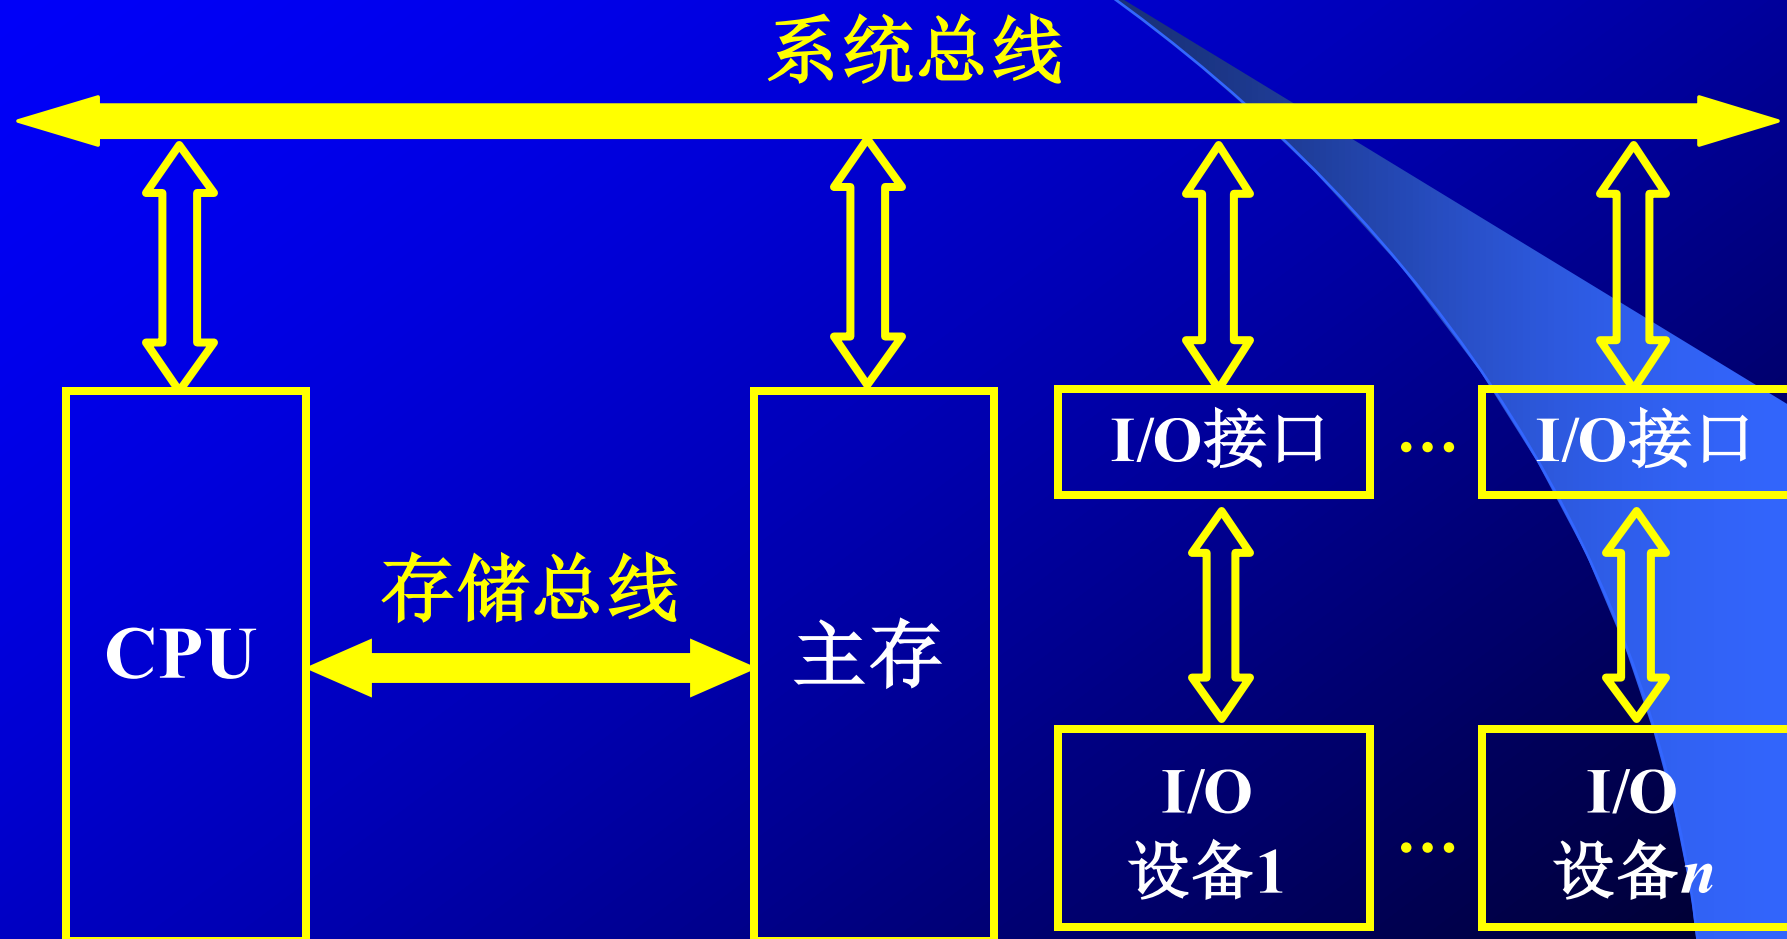 系统总线
I/O接口
…
I/O接口
存储总线
CPU
主存
I/O
设备1
…
I/O
设备n